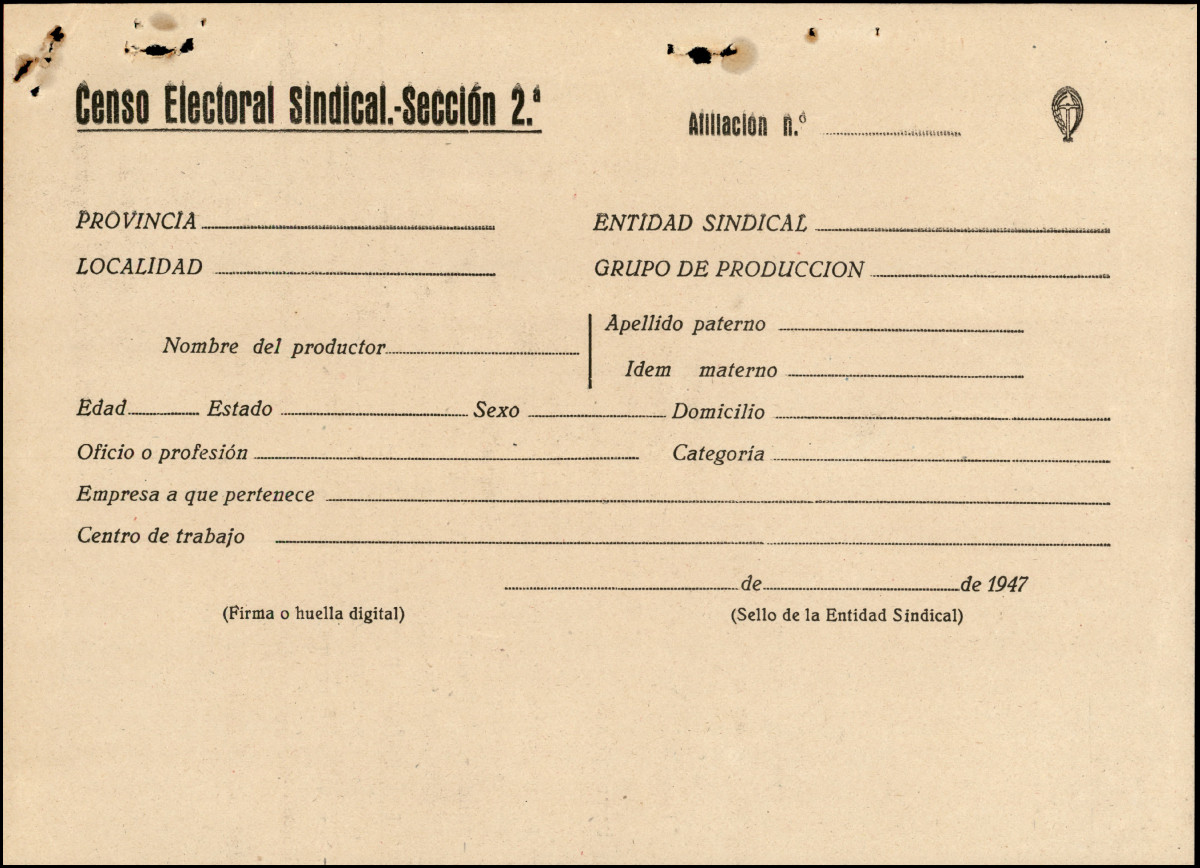 Censo Electoral Sindical.-Sección 2.ª
Afiliación n.º
PROVINCIA
ENTIDAD SINDICAL
LOCALIDAD
GRUPO DE PRODUCCION
Nombre del productor
Apellido paterno
Idem materno
Edad Estado Sexo Domicilio
Oficio o profesión Categoría
Empresa a que pertenece
Centro de trabajo
de de 1947
(Firma o huella digital)
(Sello de la Entidad Sindical)